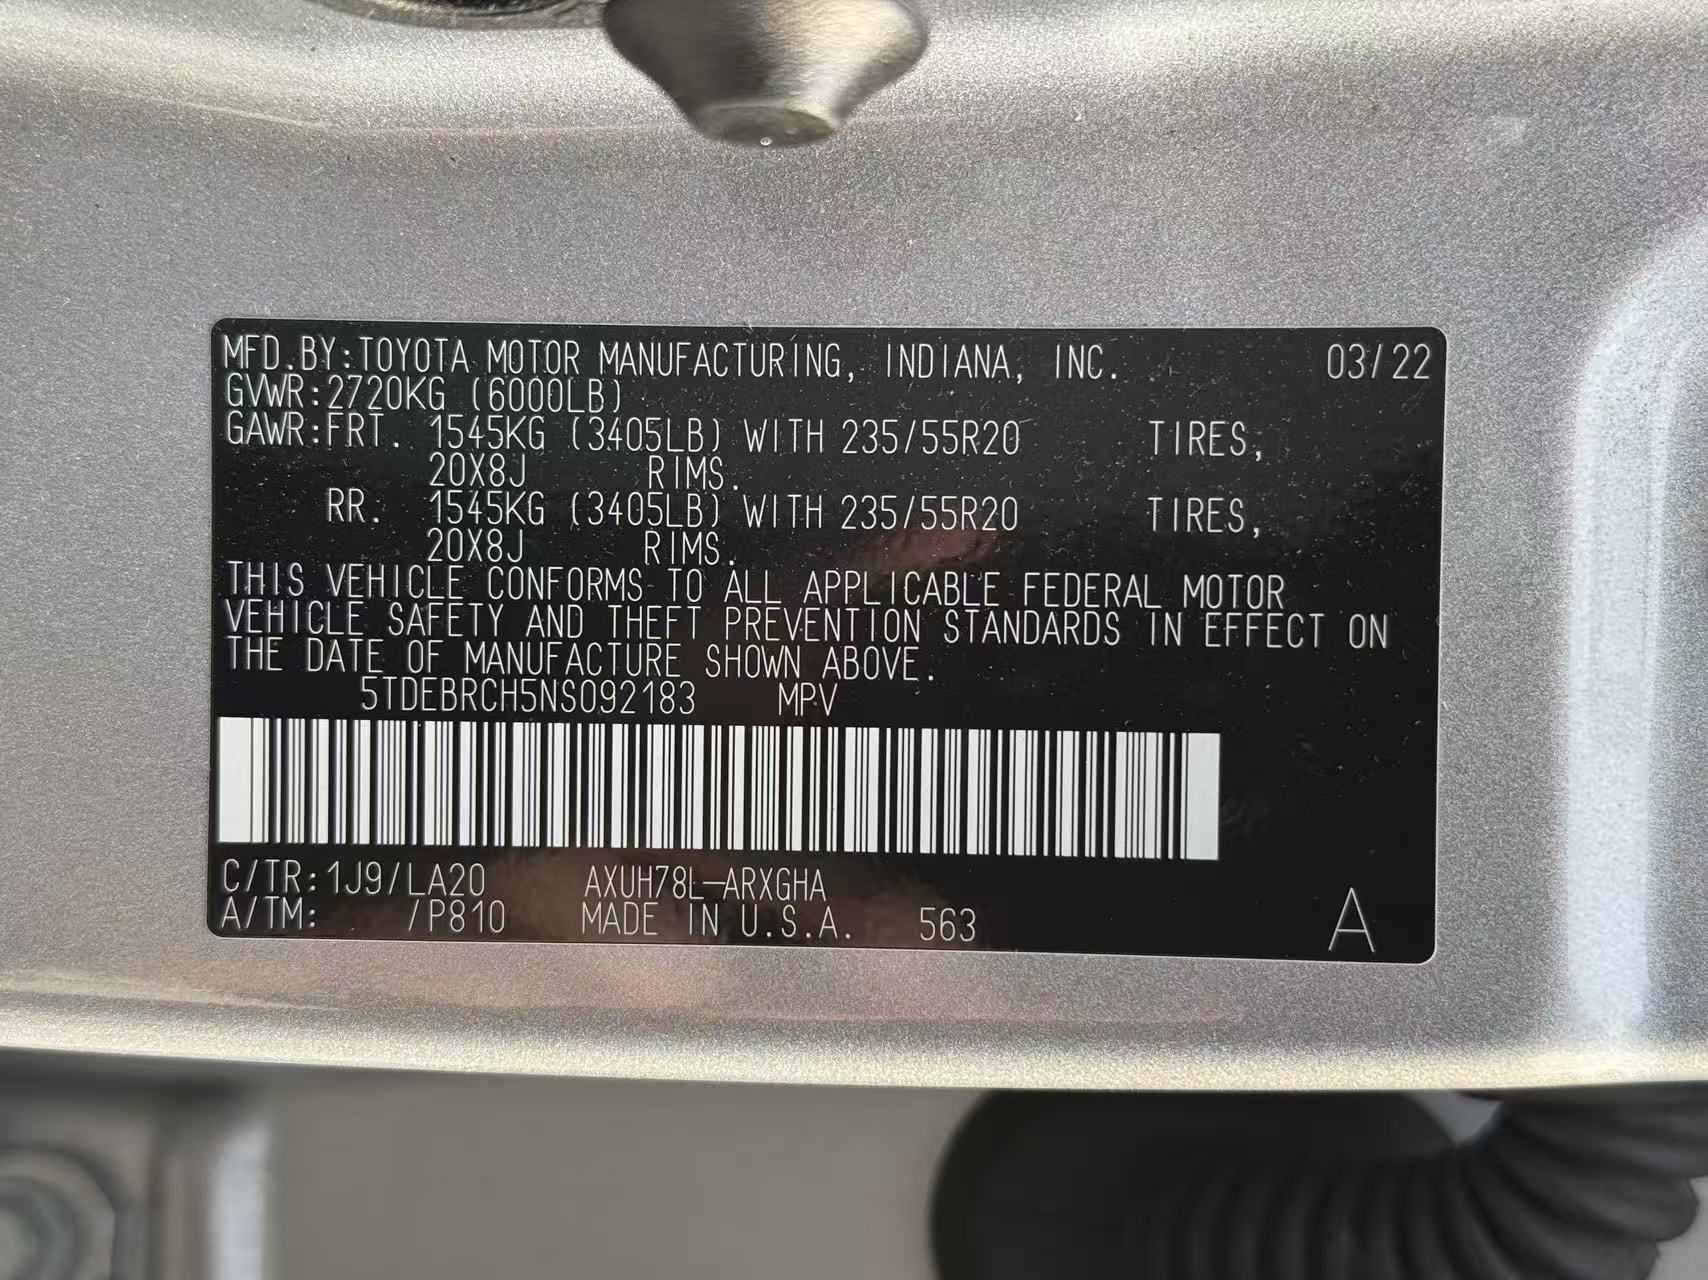 MFD.BY:TOYOTA MOTOR MANUFACTURING, INDIANA, INC. 03/22
GVWR:2720KG (6000LB)
GAWR:FRT. 1545KG (3405LB) WITH 235/55R20 TIRES,
20X8J RIMS.
RR. 1545KG (3405LB) WITH 235/55R20 TIRES,
20X8J RIMS.
THIS VEHICLE CONFORMS TO ALL APPLICABLE FEDERAL MOTOR
VEHICLE SAFETY AND THEFT PREVENTION STANDARDS IN EFFECT ON
THE DATE OF MANUFACTURE SHOWN ABOVE.
5TDEBRCH5NS092183 MPV
C/TR:1J9/LA20 AXUH78L-ARXGHA
A/TM: /P810 MADE IN U.S.A. 563 A